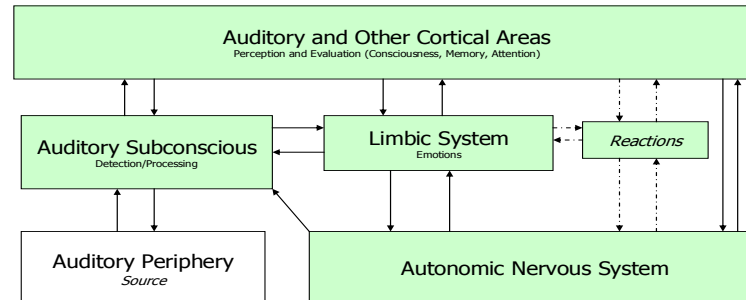 Auditory and Other Cortical Areas
Perception and Evaluation (Consciousness, Memory, Attention)
Auditory Subconscious
Detection/Processing
Limbic System
Emotions
Reactions
Auditory Periphery
Source
Autonomic Nervous System